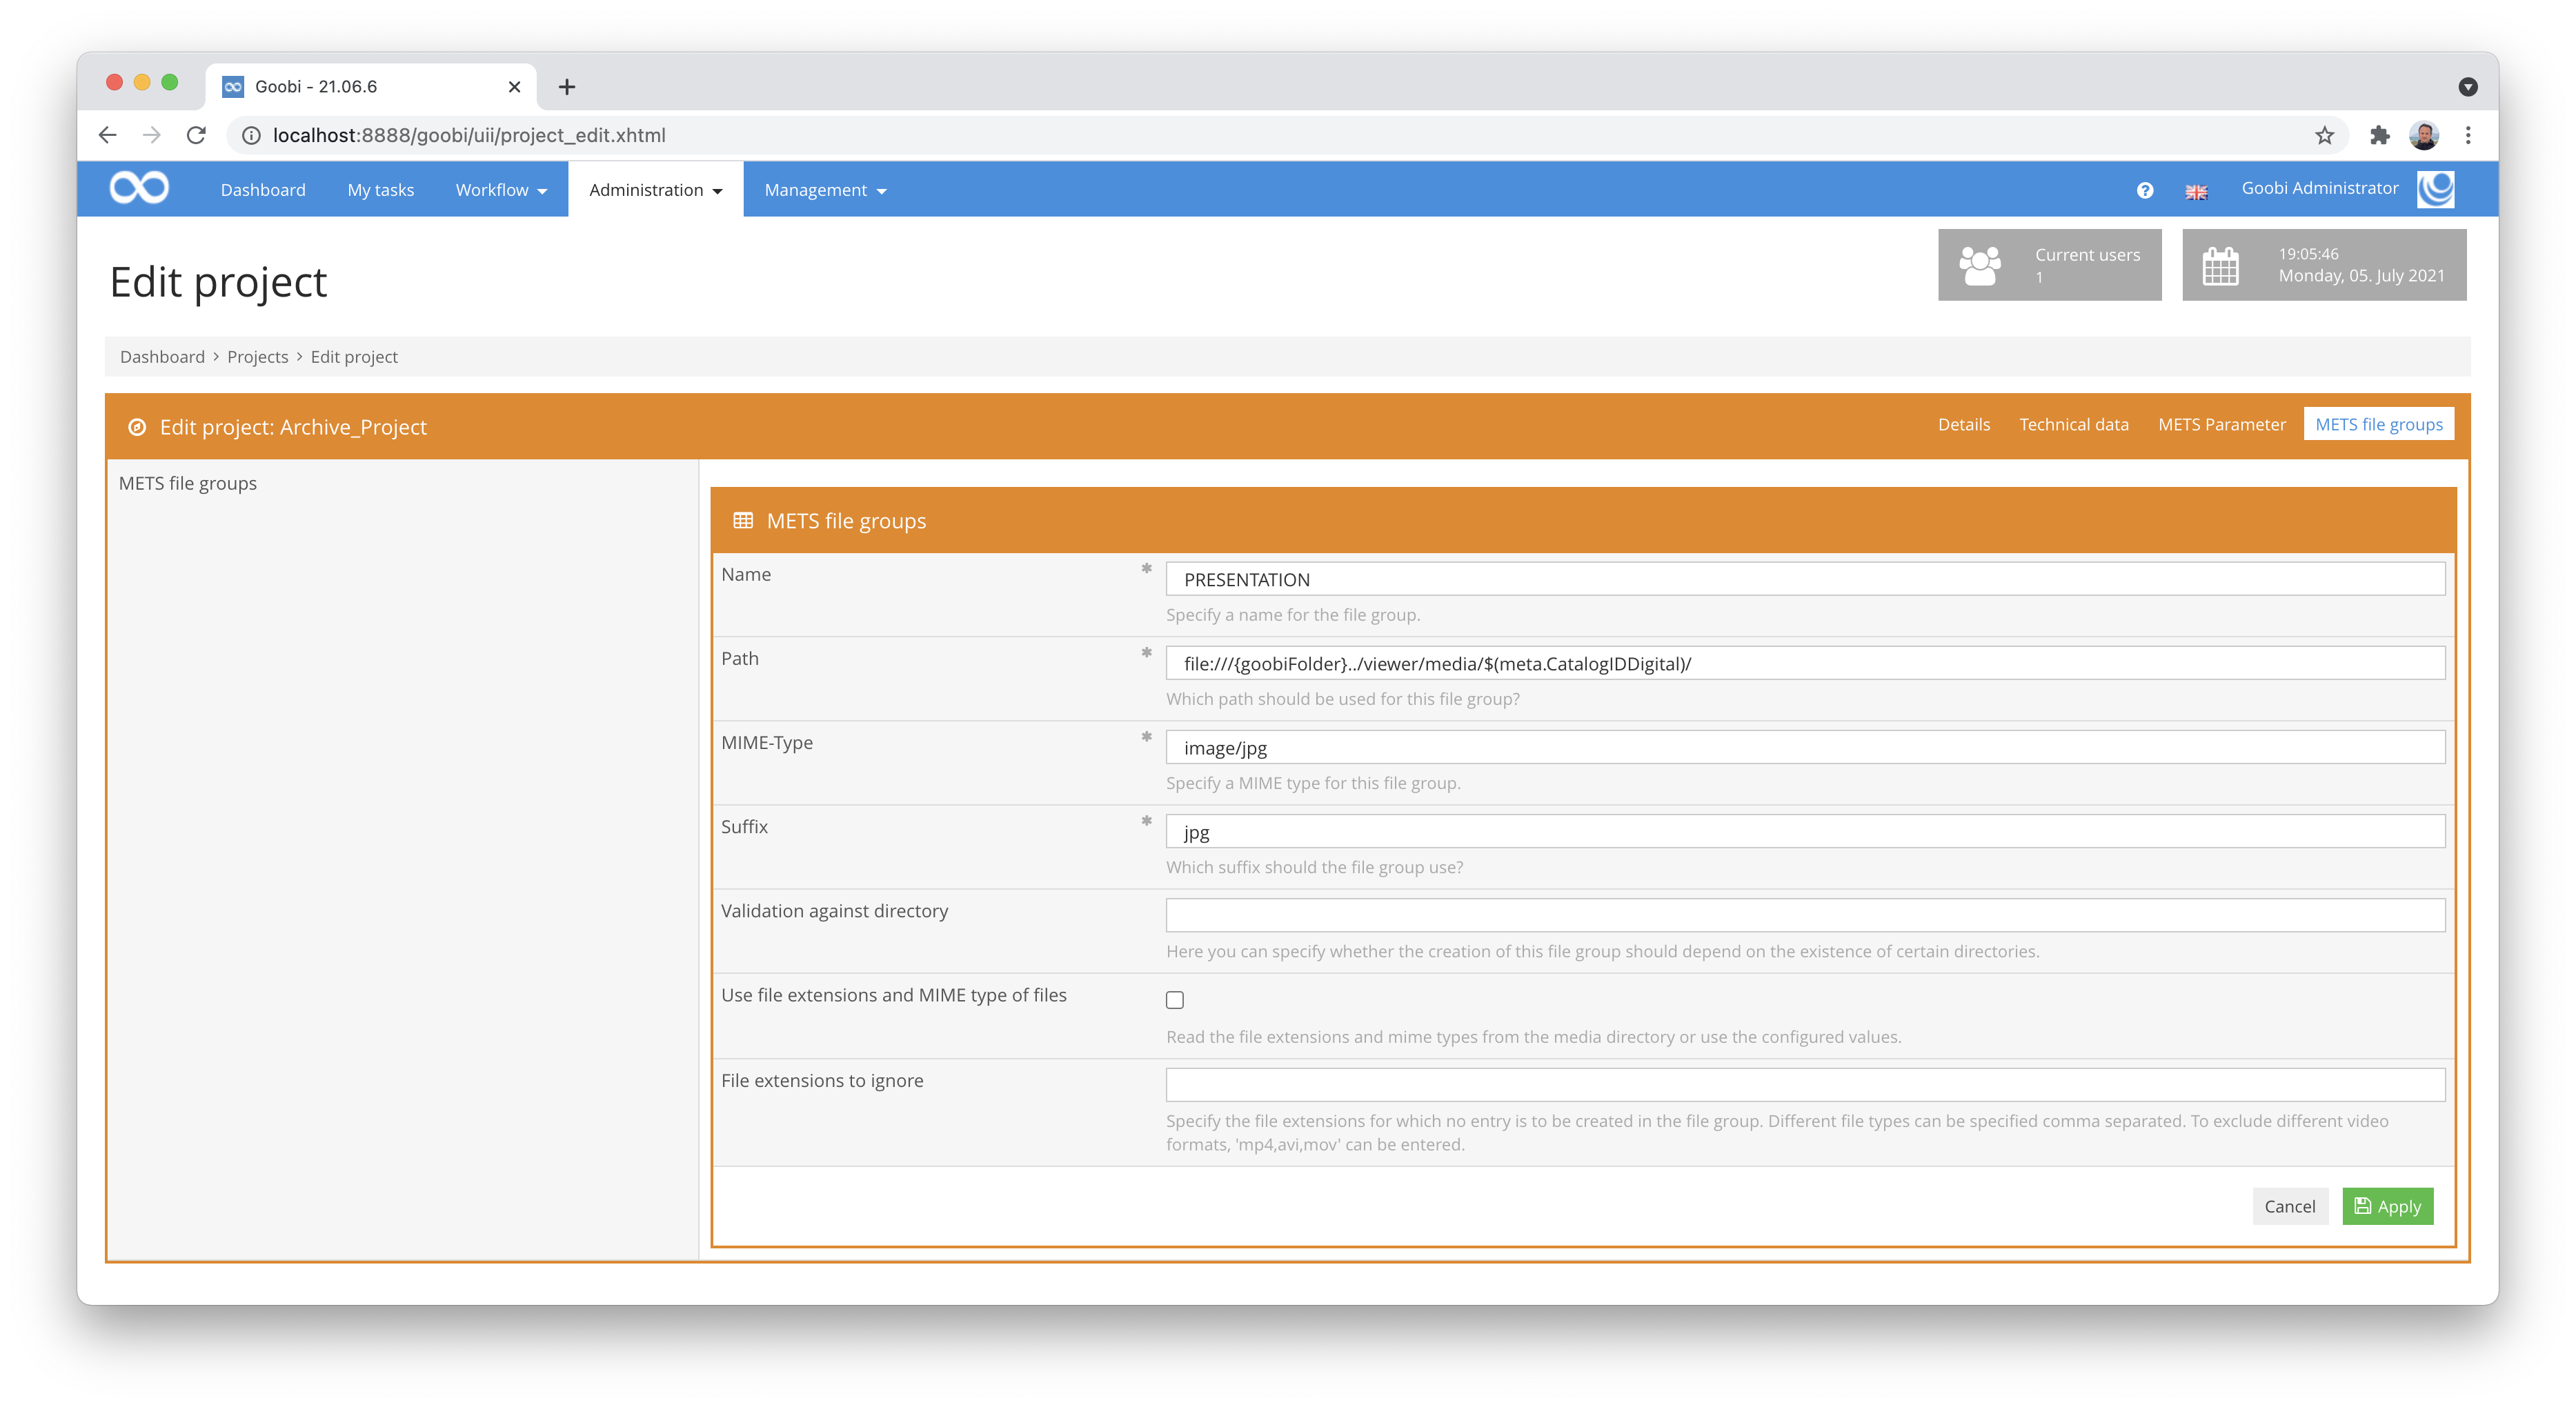 Goobi - 21.06.6
localhost:8888/goobi/uii/project_edit.xhtml
Dashboard My tasks Workflow Administration Management Goobi Administrator
Edit project
Current users
1
19:05:46
Monday, 05. July 2021
Dashboard > Projects > Edit project
Edit project: Archive_Project
Details Technical data METS Parameter METS file groups
METS file groups
METS file groups
Name * PRESENTATION
Specify a name for the file group.
Path * file:///{goobiFolder}../viewer/media/$(meta.CatalogIDDigital)/
Which path should be used for this file group?
MIME-Type * image/jpg
Specify a MIME type for this file group.
Suffix * jpg
Which suffix should the file group use?
Validation against directory
Here you can specify whether the creation of this file group should depend on the existence of certain directories.
Use file extensions and MIME type of files
Read the file extensions and mime types from the media directory or use the configured values.
File extensions to ignore
Specify the file extensions for which no entry is to be created in the file group. Different file types can be specified comma separated. To exclude different video
formats, 'mp4,avi,mov' can be entered.
Cancel Apply